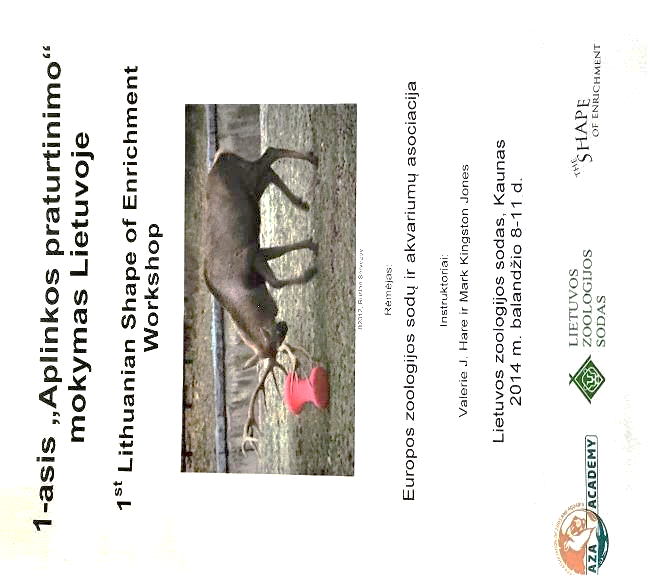 1-asis „Aplinkos praturtinimo“
mokymas Lietuvoje
1st Lithuanian Shape of Enrichment
Workshop
Rėmėjas:
Europos zoologijos sodų ir akvariumų asociacija
Instruktoriai:
Valerie J. Hare ir Mark Kingston Jones
Lietuvos zoologijos sodas, Kaunas
2014 m. balandžio 8-11 d.
AZA ACADEMY
LIETUVOS
ZOOLOGIJOS
SODAS
THE SHAPE
OF ENRICHMENT